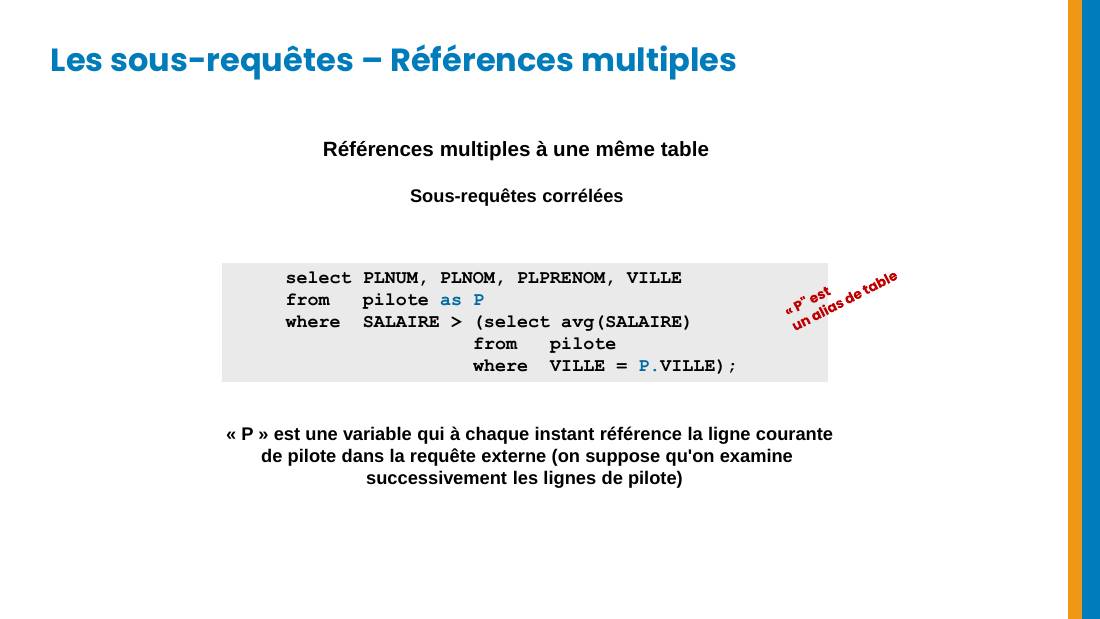 Les sous-requêtes – Références multiples
Références multiples à une même table
Sous-requêtes corrélées
select PLNUM, PLNOM, PLPRENOM, VILLE
from   pilote as P
where  SALAIRE > (select avg(SALAIRE)
                 from   pilote
                 where  VILLE = P.VILLE);
« P" est
un alias de table
« P » est une variable qui à chaque instant référence la ligne courante
de pilote dans la requête externe (on suppose qu'on examine
successivement les lignes de pilote)